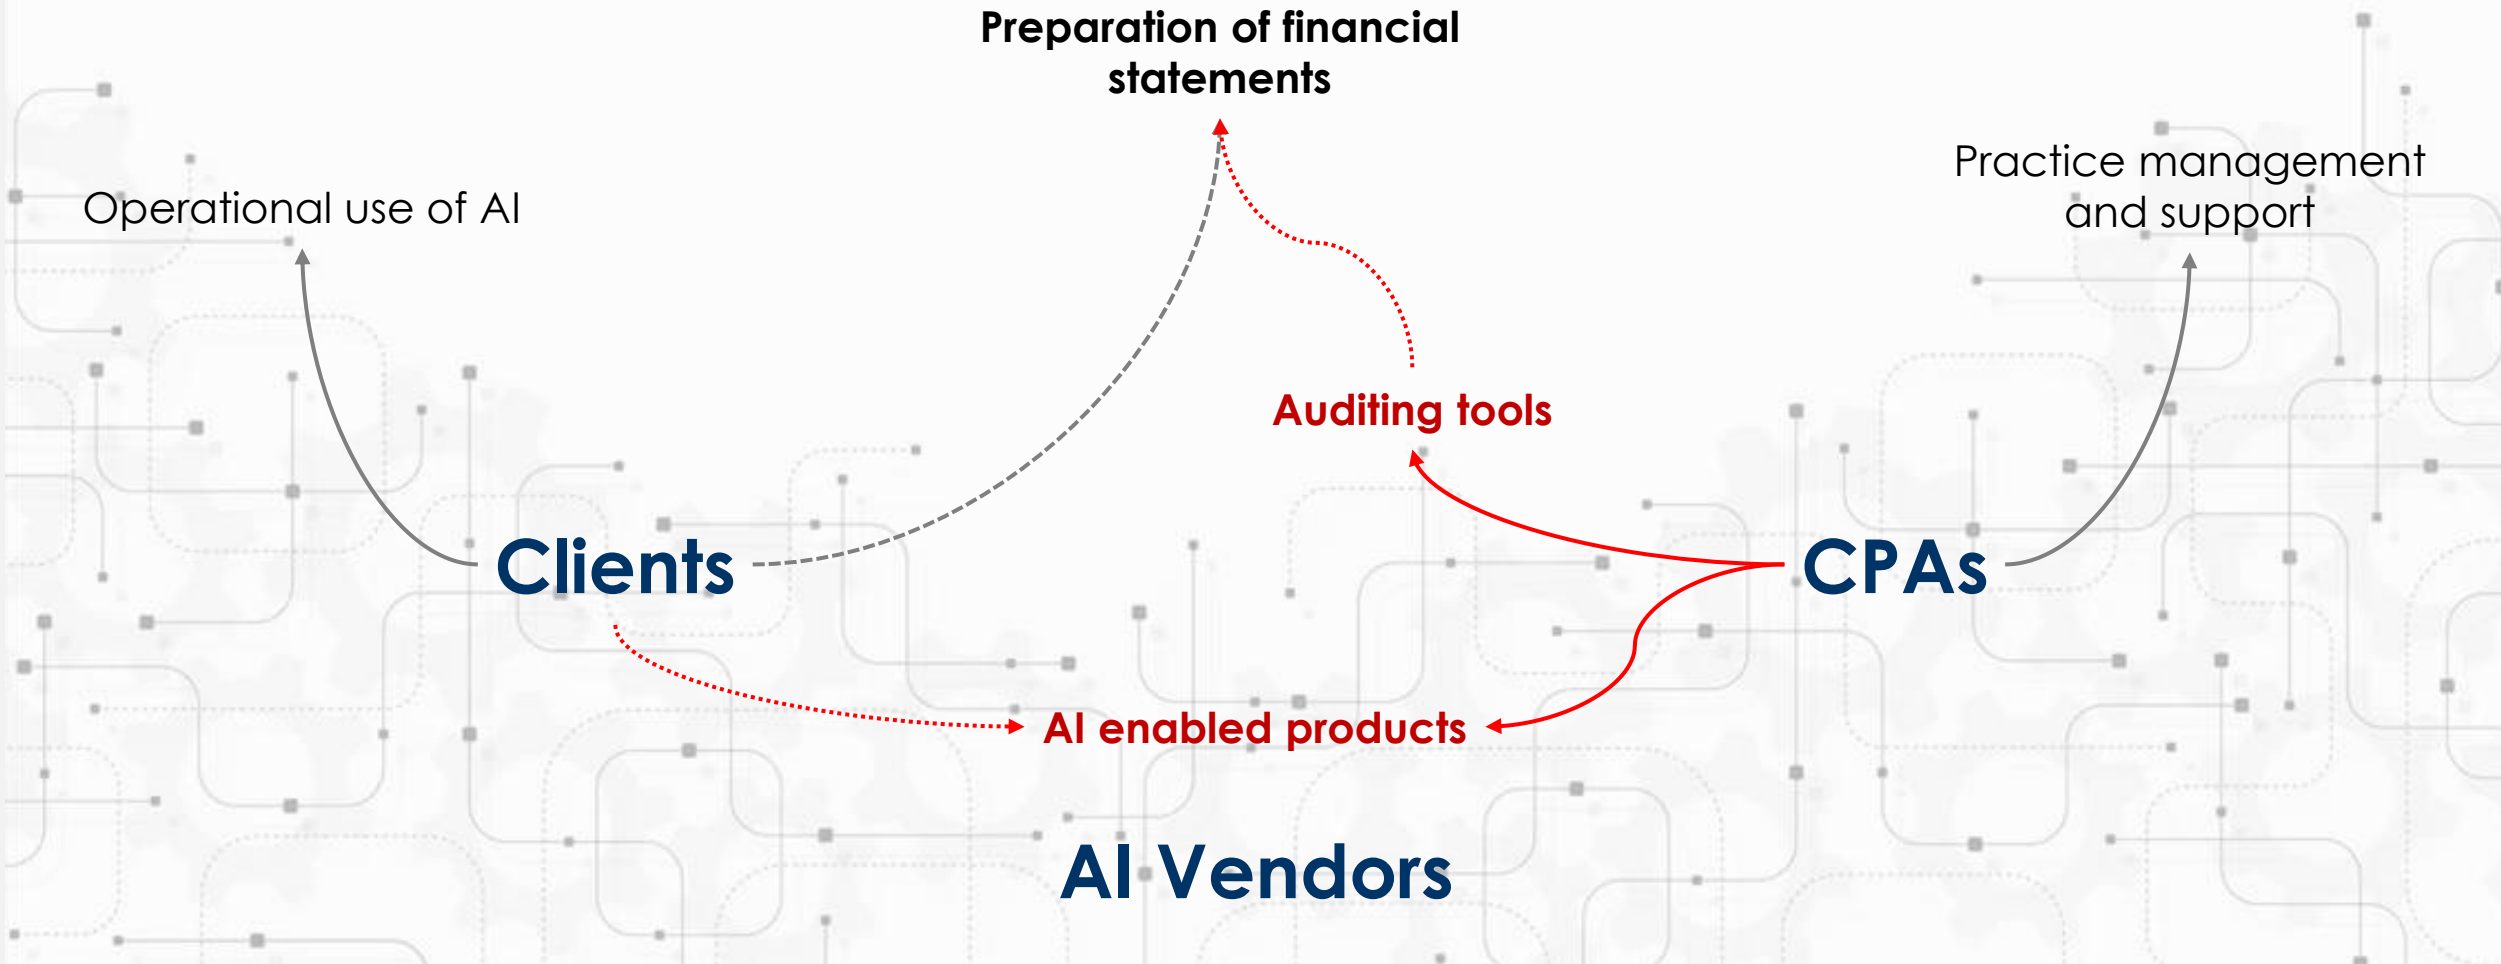 Preparation of financial
statements
Operational use of AI
Practice management
and support
Auditing tools
Clients
CPAs
AI enabled products
AI Vendors